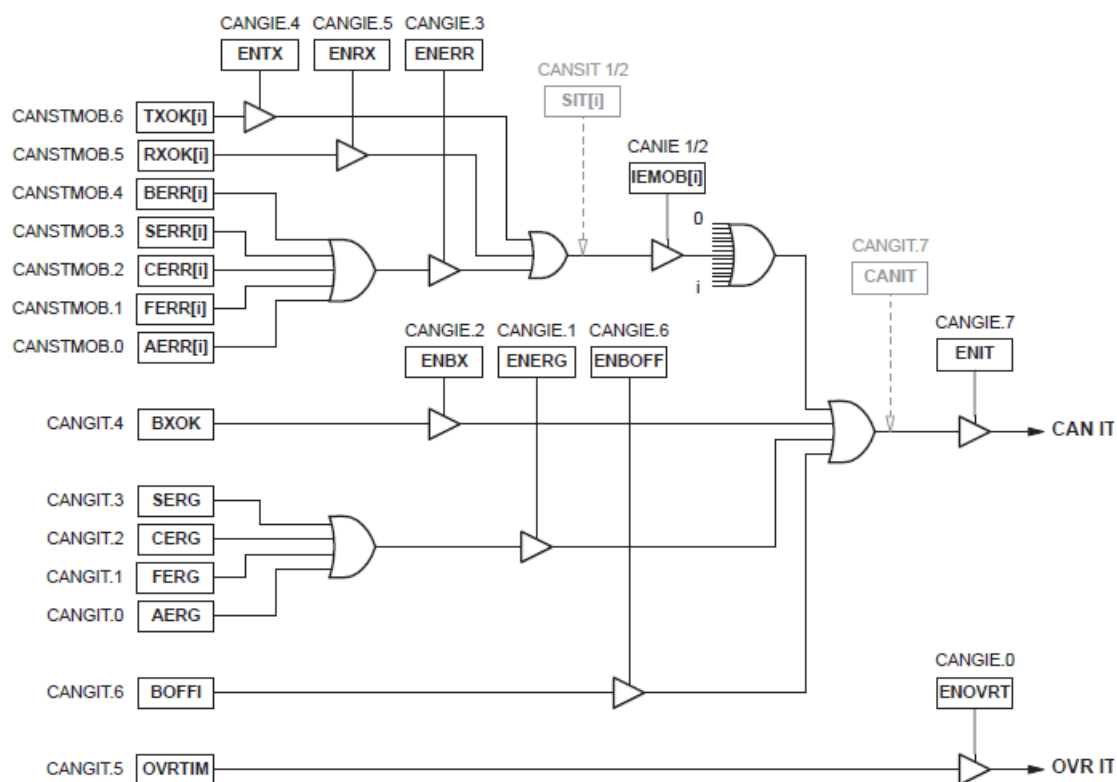 CANGIE.4 CANGIE.5 CANGIE.3
ENTX ENRX ENERR
CANSIT 1/2
SIT[i]
CANSTMOB.6 TXOK[i]
CANIE 1/2
CANSTMOB.5 RXOK[i]
IEMOB[i]
CANSTMOB.4 BERR[i]
0
CANSTMOB.3 SERR[i]
CANGIT.7
CANSTMOB.2 CERR[i]
CANIT
i
CANSTMOB.1 FERR[i]
CANGIE.2 CANGIE.1 CANGIE.6
CANGIE.7
CANSTMOB.0 AERR[i]
ENBX ENERG ENBOFF
ENIT
CANGIT.4 BXOK
CAN IT
CANGIT.3 SERG
CANGIT.2 CERG
CANGIT.1 FERG
CANGIT.0 AERG
CANGIE.0
CANGIT.6 BOFFI
ENOVRT
CANGIT.5 OVRTIM
OVR IT